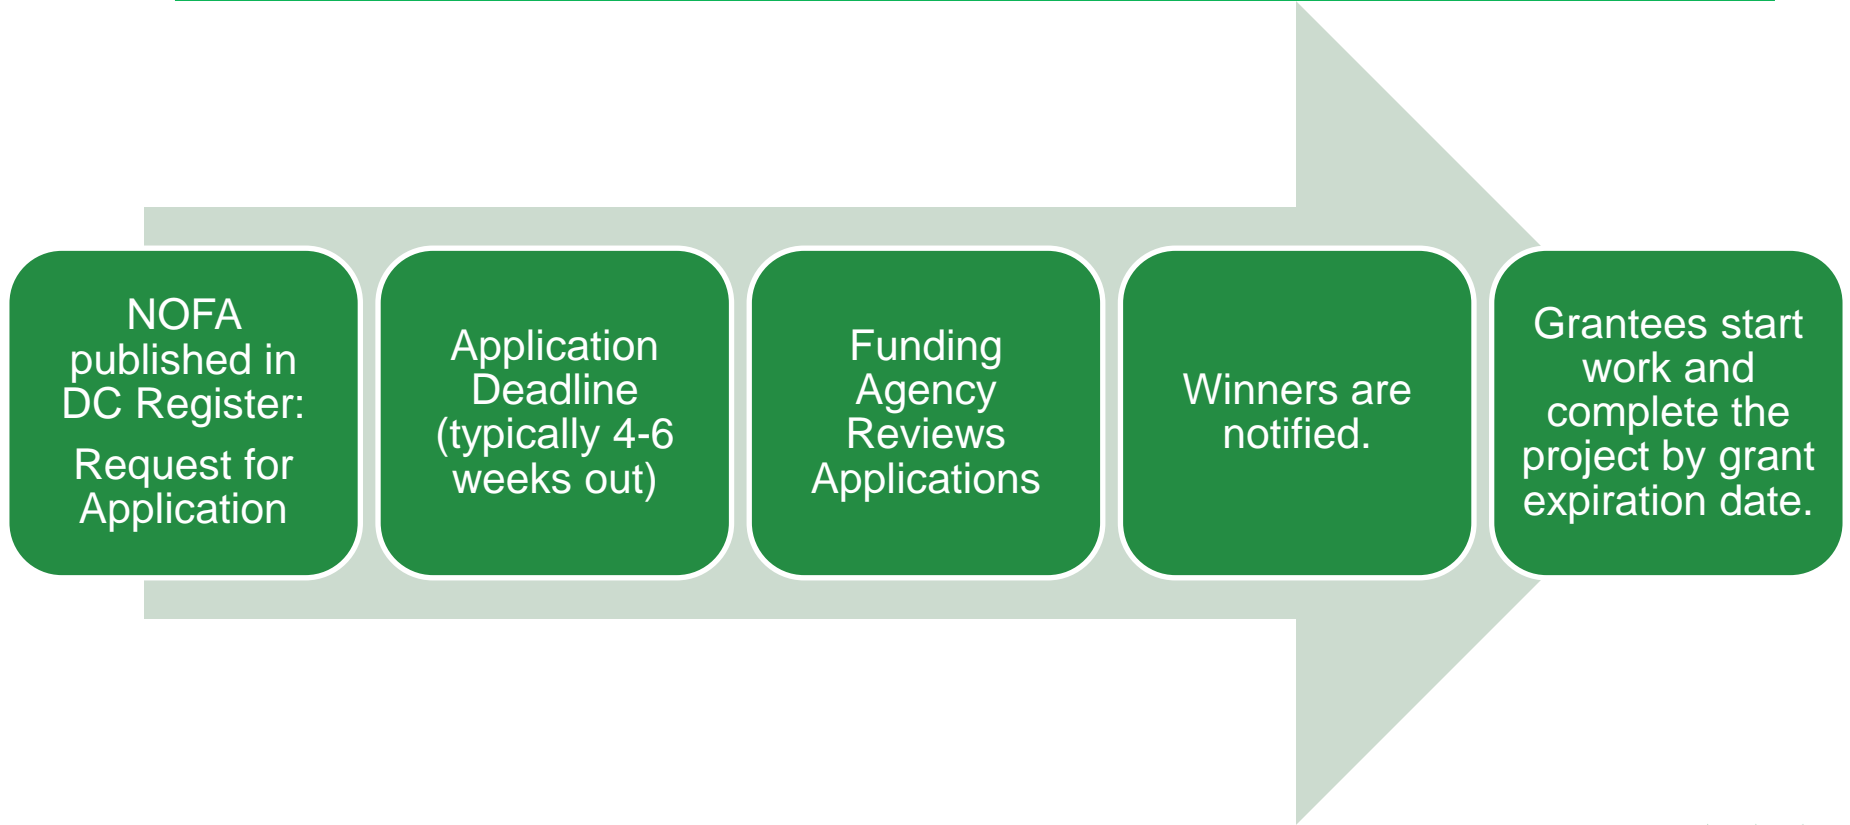 NOFA
published in
DC Register:
Request for
Application
Application
Deadline
(typically 4-6
weeks out)
Funding
Agency
Reviews
Applications
Winners are
notified.
Grantees start
work and
complete the
project by grant
expiration date.